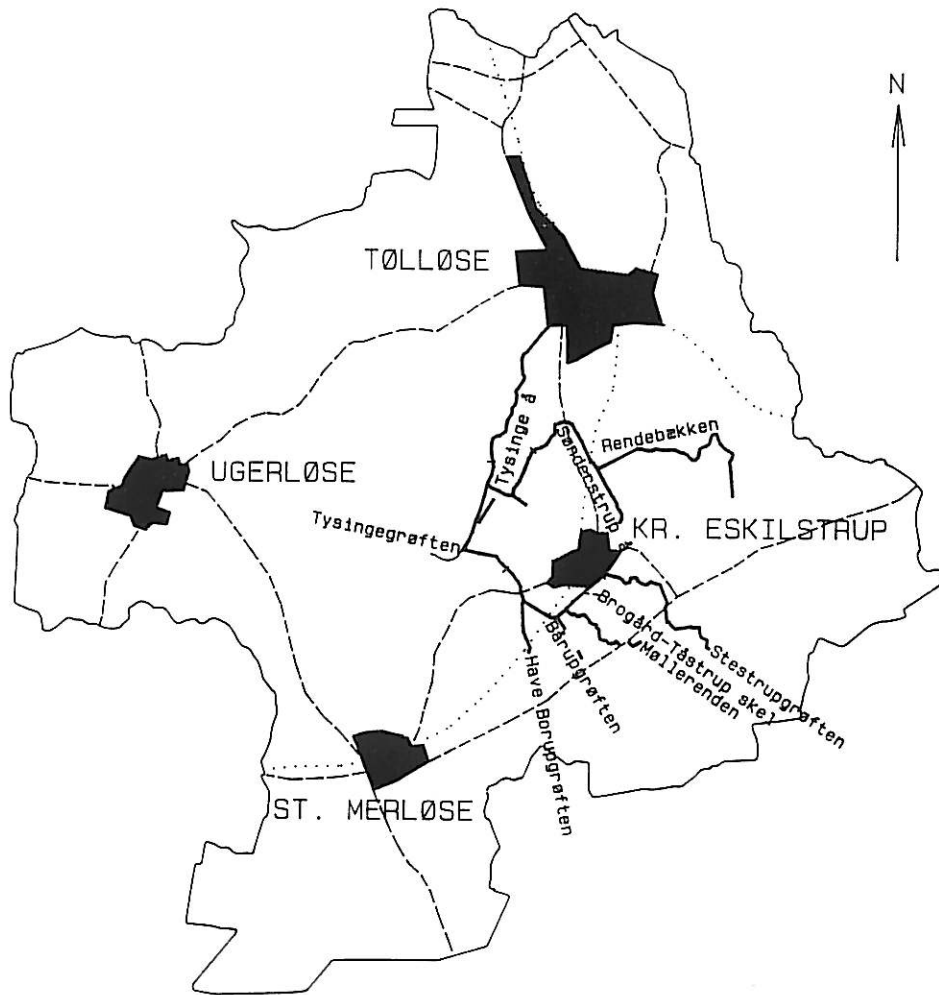 N
TØLLØSE
Tysinge å
Sønderstrup å
Rendebækken
UGERLØSE
Tysingegrøften
KR. ESKILSTRUP
Brogård-Tåstrup skel
Stestrupgrøften
Møllerenden
Bårupgrøften
Have Borupgrøften
ST. MERLØSE